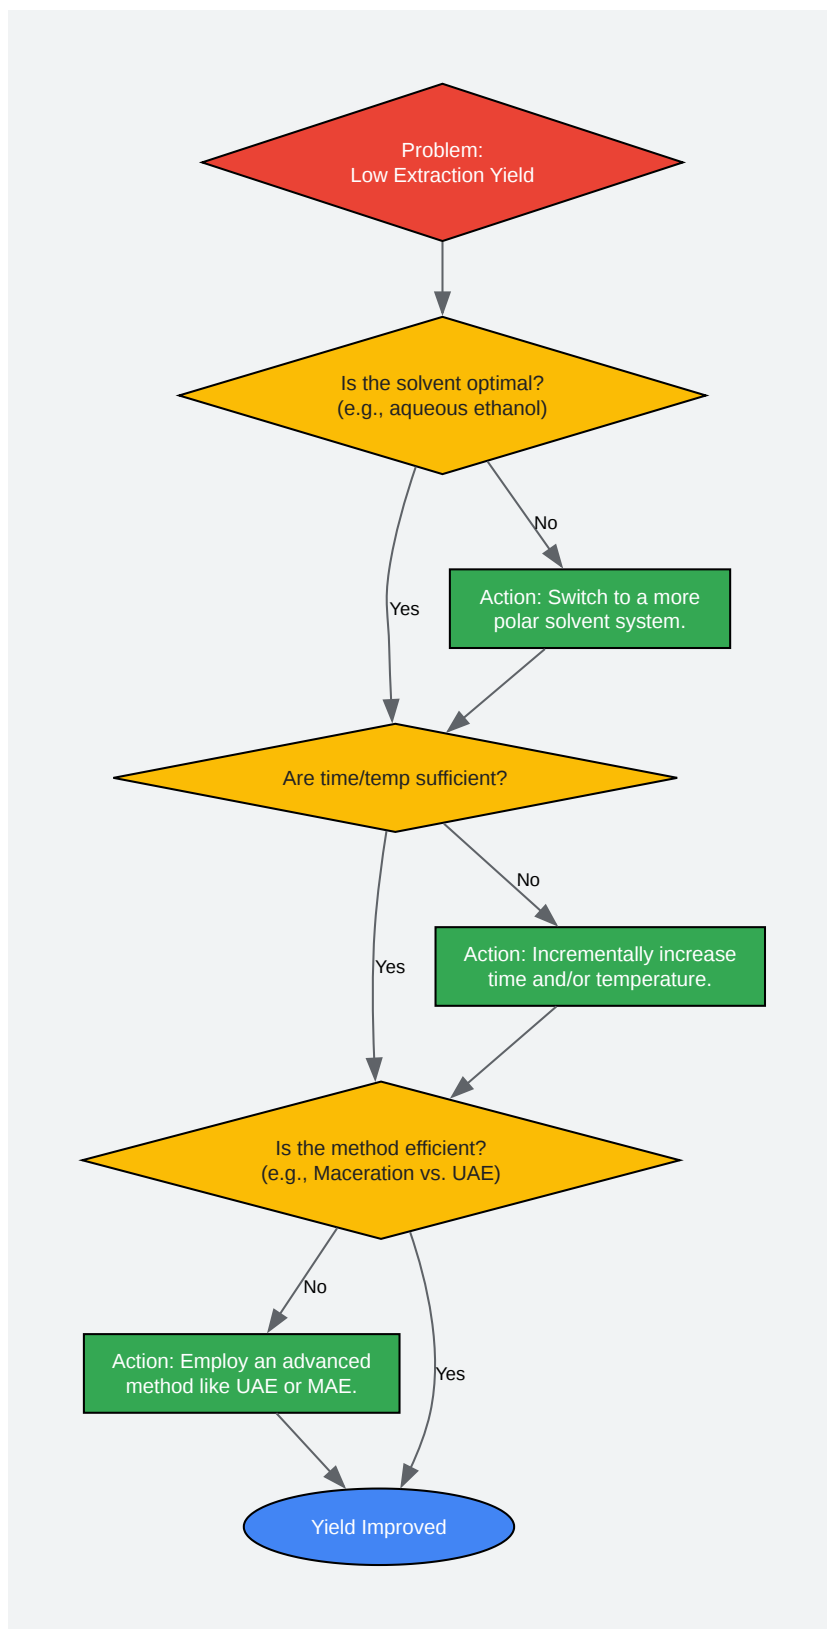 Problem:
Low Extraction Yield
Is the solvent optimal?
(e.g., aqueous ethanol)
No
Action: Switch to a more
polar solvent system.
Yes
Are time/temp sufficient?
No
Action: Incrementally increase
time and/or temperature.
Yes
Is the method efficient?
(e.g., Maceration vs. UAE)
No
Action: Employ an advanced
method like UAE or MAE.
Yes
Yield Improved